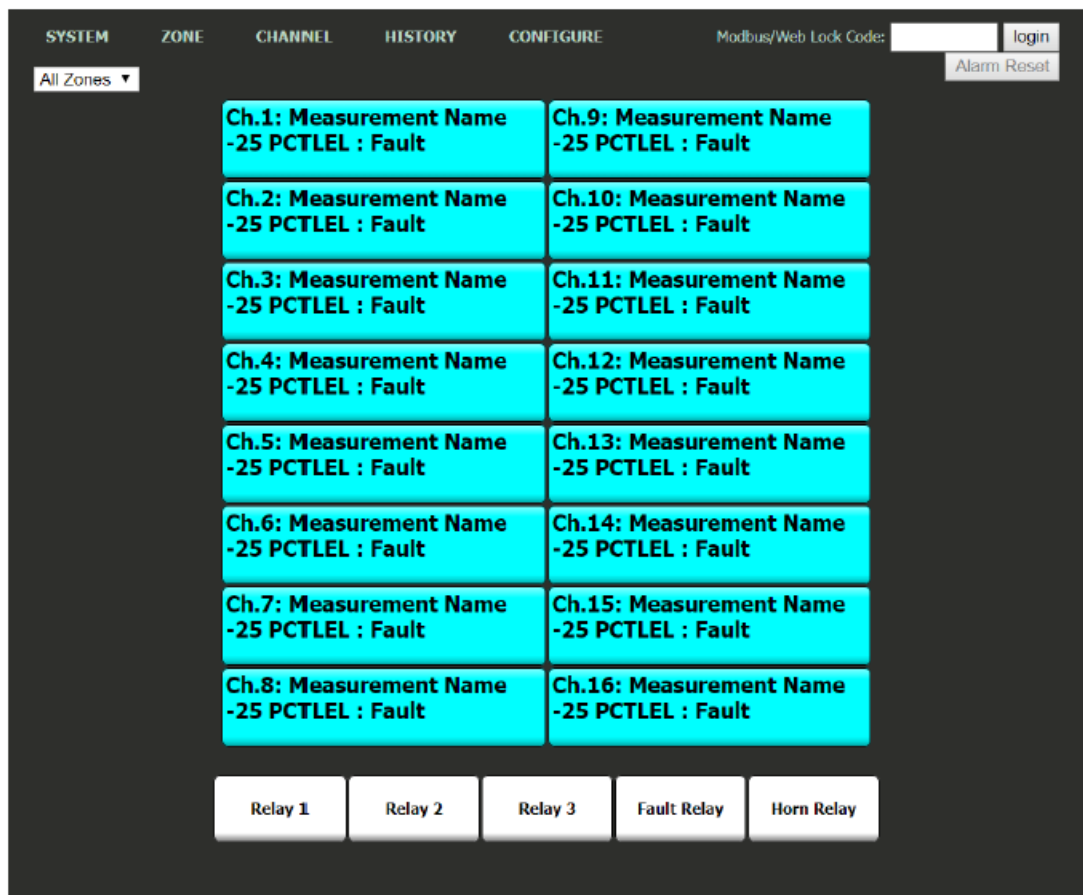 SYSTEM ZONE CHANNEL HISTORY CONFIGURE Modbus/Web Lock Code: login
All Zones Alarm Reset
Ch.1: Measurement Name
-25 PCTLEL : Fault
Ch.9: Measurement Name
-25 PCTLEL : Fault
Ch.2: Measurement Name
-25 PCTLEL : Fault
Ch.10: Measurement Name
-25 PCTLEL : Fault
Ch.3: Measurement Name
-25 PCTLEL : Fault
Ch.11: Measurement Name
-25 PCTLEL : Fault
Ch.4: Measurement Name
-25 PCTLEL : Fault
Ch.12: Measurement Name
-25 PCTLEL : Fault
Ch.5: Measurement Name
-25 PCTLEL : Fault
Ch.13: Measurement Name
-25 PCTLEL : Fault
Ch.6: Measurement Name
-25 PCTLEL : Fault
Ch.14: Measurement Name
-25 PCTLEL : Fault
Ch.7: Measurement Name
-25 PCTLEL : Fault
Ch.15: Measurement Name
-25 PCTLEL : Fault
Ch.8: Measurement Name
-25 PCTLEL : Fault
Ch.16: Measurement Name
-25 PCTLEL : Fault
Relay 1 Relay 2 Relay 3 Fault Relay Horn Relay